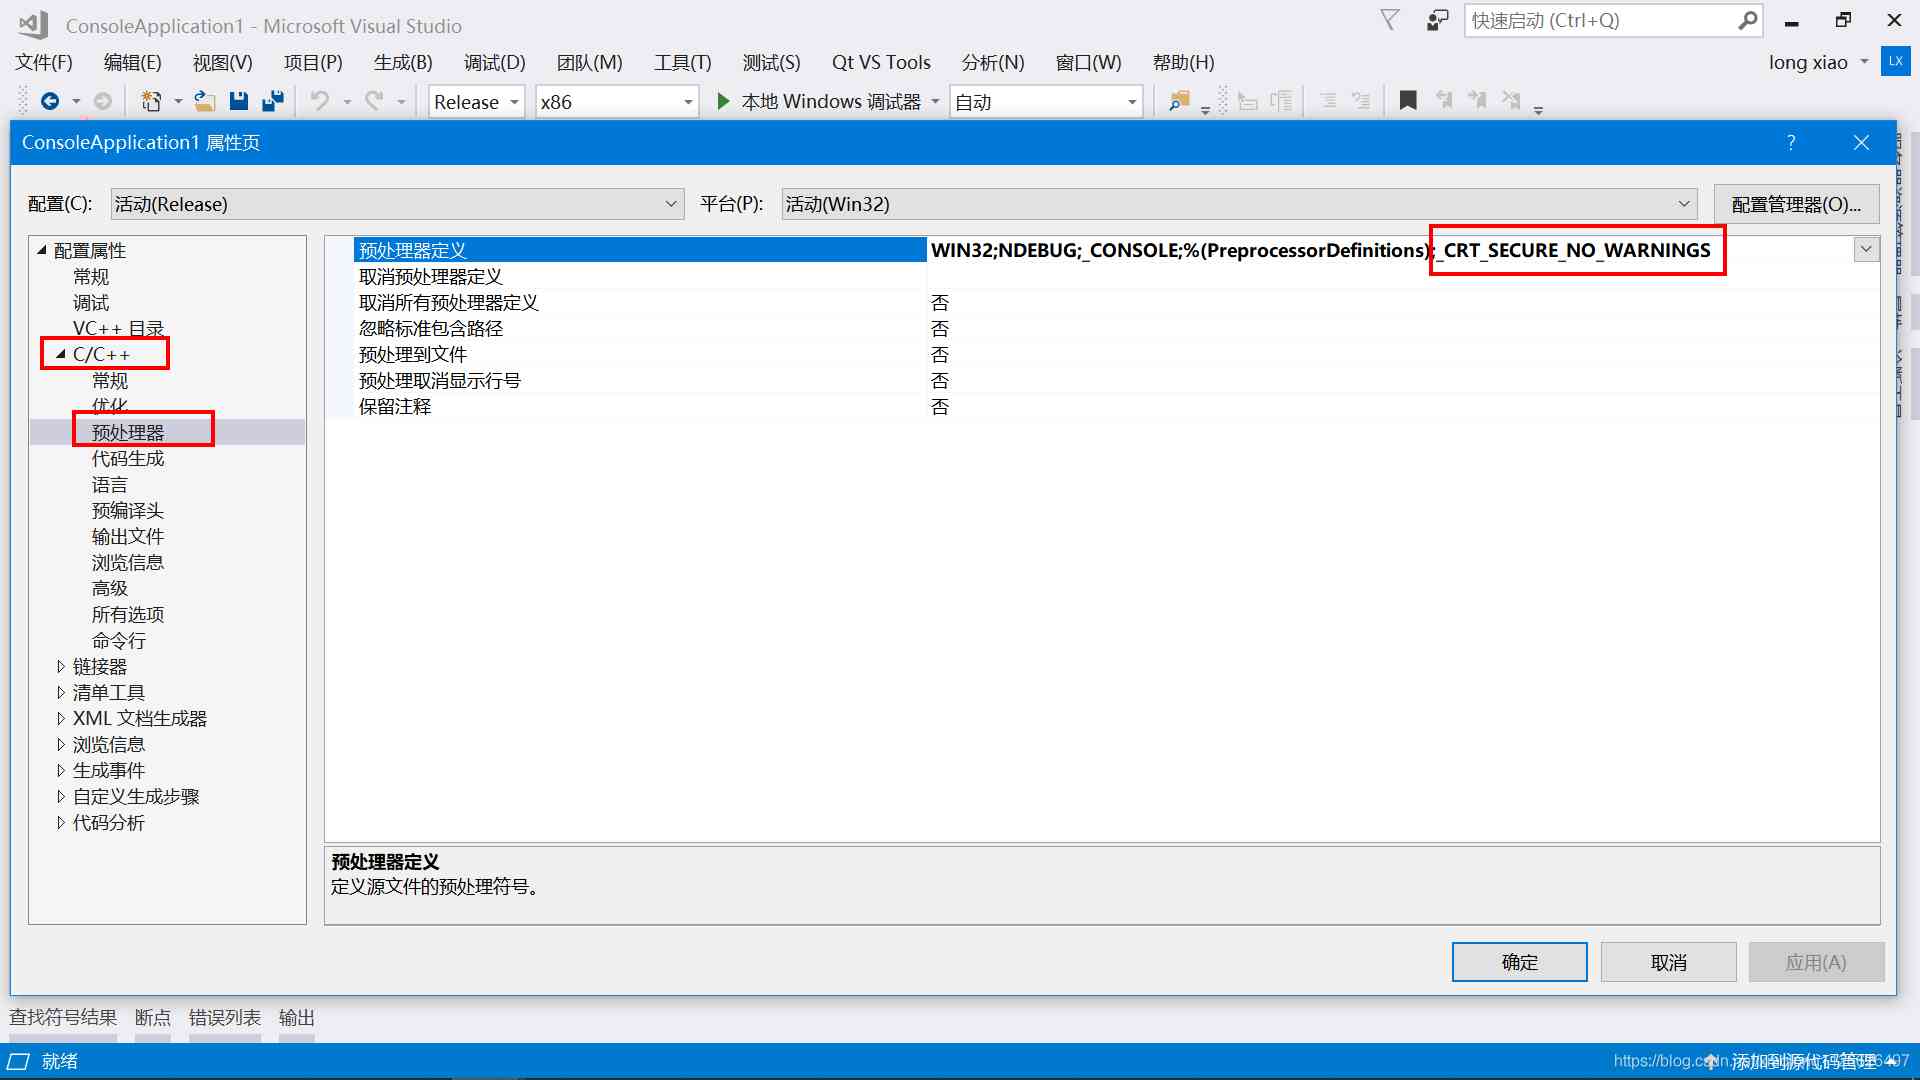 ConsoleApplication1 - Microsoft Visual Studio
快速启动 (Ctrl+Q)
文件(F) 编辑(E) 视图(V) 项目(P) 生成(B) 调试(D) 团队(M) 工具(T) 测试(S) Qt VS Tools 分析(N) 窗口(W) 帮助(H)
long xiao
LX
Release x86 本地 Windows 调试器 自动
ConsoleApplication1 属性页
?
配置(C): 活动(Release) 平台(P): 活动(Win32) 配置管理器(O)...
配置属性
常规
调试
VC++ 目录
C/C++
常规
优化
预处理器
代码生成
语言
预编译头
输出文件
浏览信息
高级
所有选项
命令行
链接器
清单工具
XML 文档生成器
浏览信息
生成事件
自定义生成步骤
代码分析
预处理器定义 WIN32;NDEBUG;_CONSOLE;%(PreprocessorDefinitions);_CRT_SECURE_NO_WARNINGS
取消预处理器定义
取消所有预处理器定义 否
忽略标准包含路径 否
预处理到文件 否
预处理取消显示行号 否
保留注释 否
预处理器定义
定义源文件的预处理符号。
确定 取消 应用(A)
查找符号结果 断点 错误列表 输出
就绪
添加到源代码管理